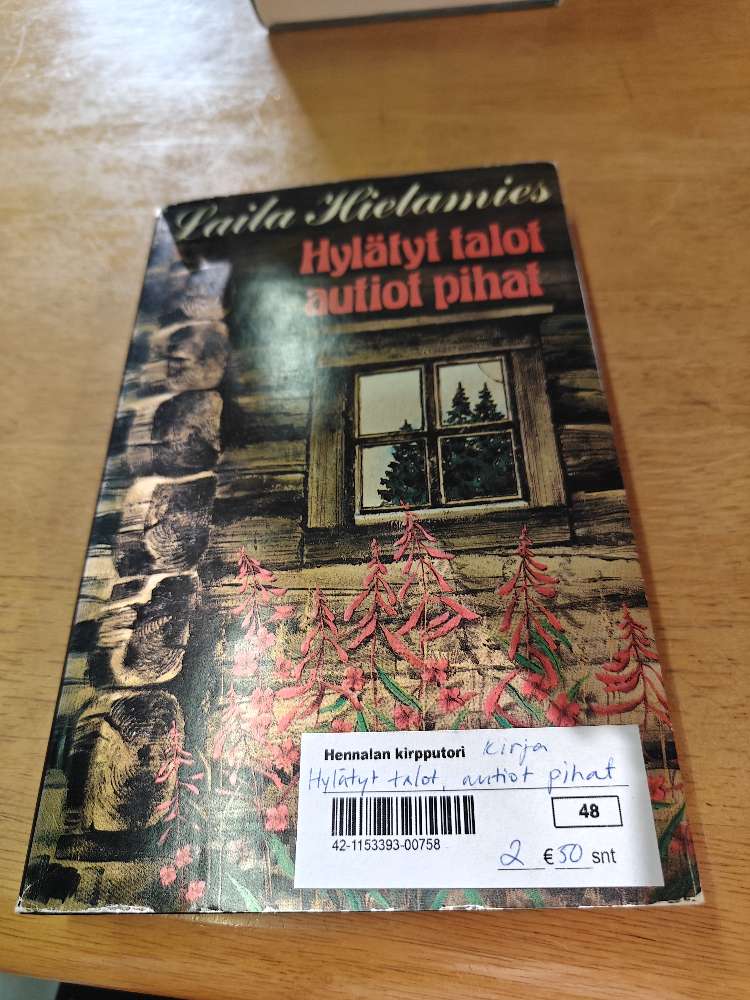 Laila Hietamies
Hylätyt talot
autiot pihat
Hennalan kirpputori kirja
Hylätyt talot, autiot pihat
48
42-1153393-00758
2 € 50 snt